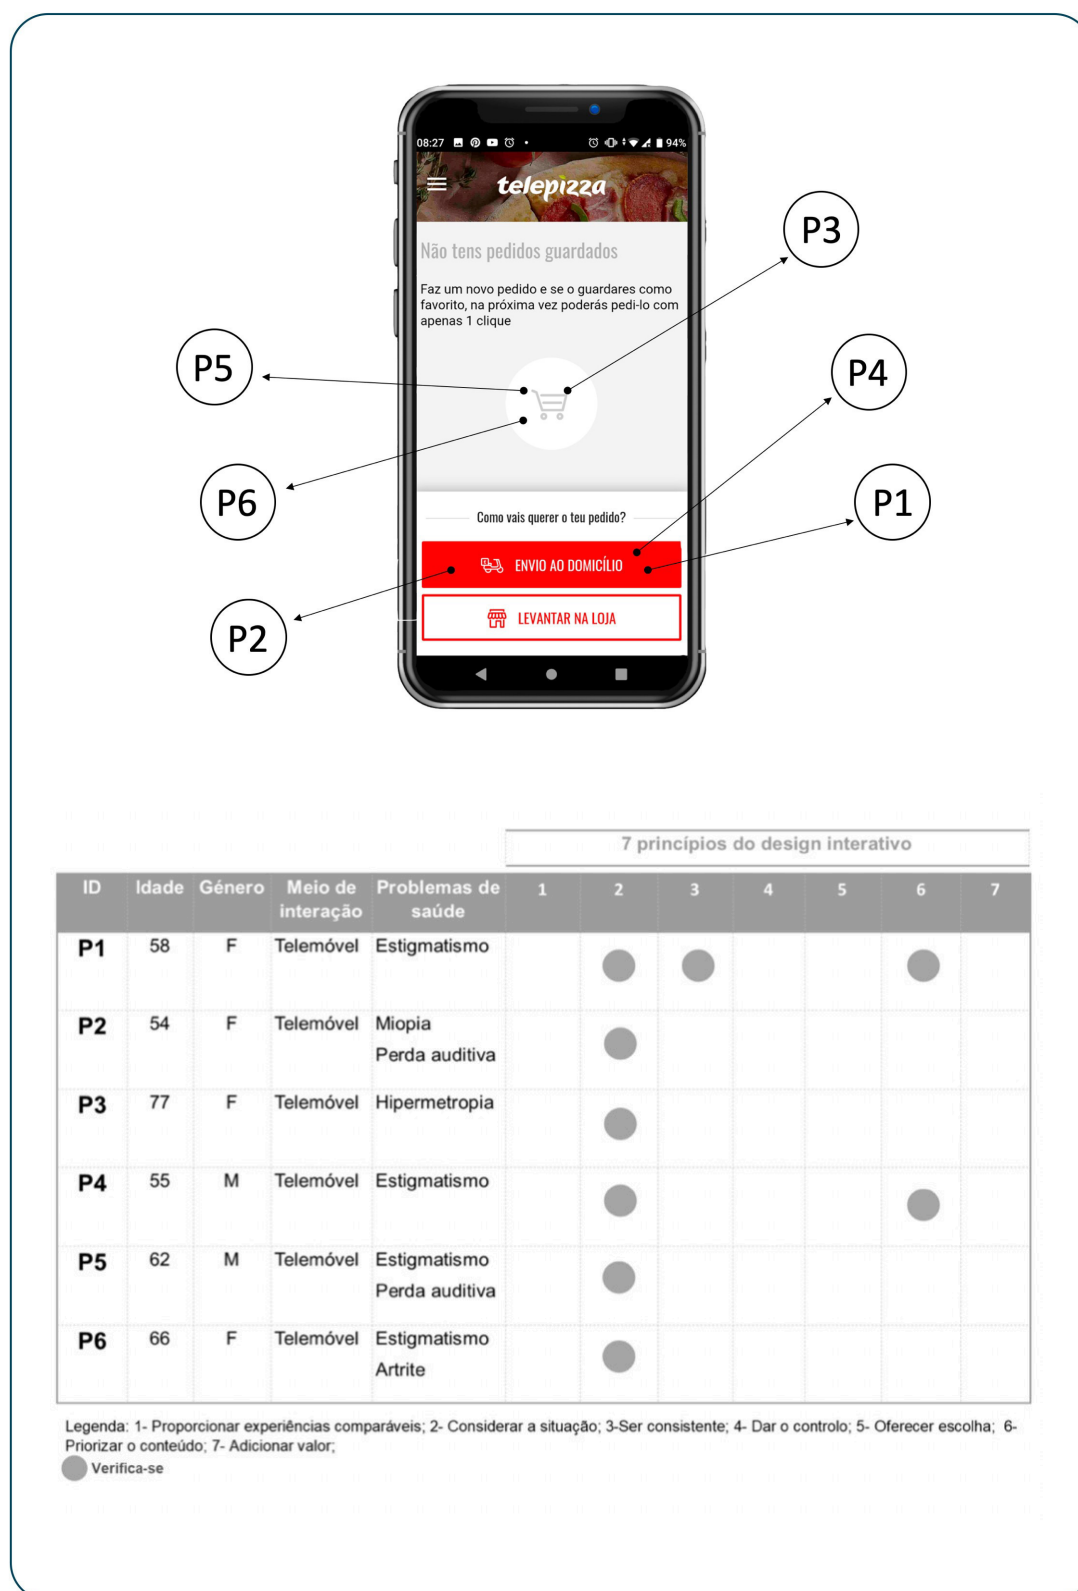 08:27
94%
telepizza
Não tens pedidos guardados
Faz um novo pedido e se o guardares como
favorito, na próxima vez poderás pedi-lo com
apenas 1 clique
P3
P5
P4
P6
P1
Como vais querer o teu pedido?
ENVIO AO DOMICÍLIO
LEVANTAR NA LOJA
P2
7 princípios do design interativo
ID Idade Género Meio de interação Problemas de saúde 1 2 3 4 5 6 7
P1 58 F Telemóvel Estigmatismo
P2 54 F Telemóvel Miopia
Perda auditiva
P3 77 F Telemóvel Hipermetropia
P4 55 M Telemóvel Estigmatismo
P5 62 M Telemóvel Estigmatismo
Perda auditiva
P6 66 F Telemóvel Estigmatismo
Artrite
Legenda: 1- Proporcionar experiências comparáveis; 2- Considerar a situação; 3-Ser consistente; 4- Dar o controlo; 5- Oferecer escolha; 6-
Priorizar o conteúdo; 7- Adicionar valor;
Verifica-se